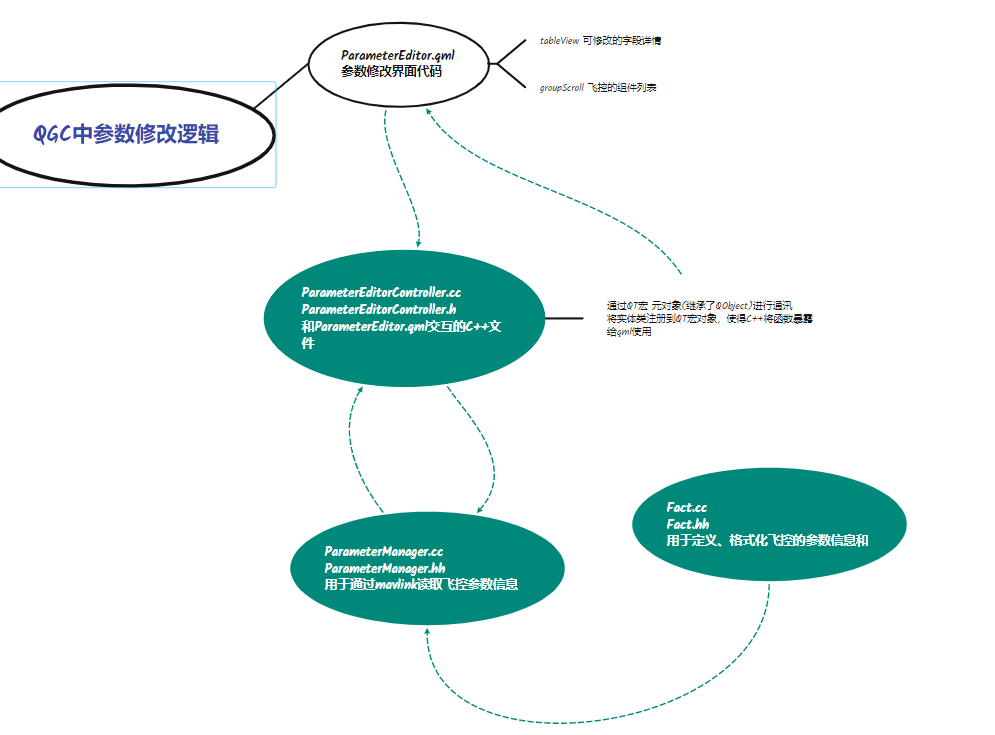 ParameterEditor.qml
参数修改界面代码
tableView 可修改的字段详情
groupScroll 飞控的组件列表
QGC中参数修改逻辑
ParameterEditorController.cc
ParameterEditorController.h
和ParameterEditor.qml交互的C++文
件
通过QT宏 元对象(继承了QObject)进行通讯
将实体类注册到QT宏对象，使得C++将函数暴露
给qml使用
ParameterManager.cc
ParameterManager.hh
用于通过mavlink读取飞控参数信息
Fact.cc
Fact.hh
用于定义、格式化飞控的参数信息和